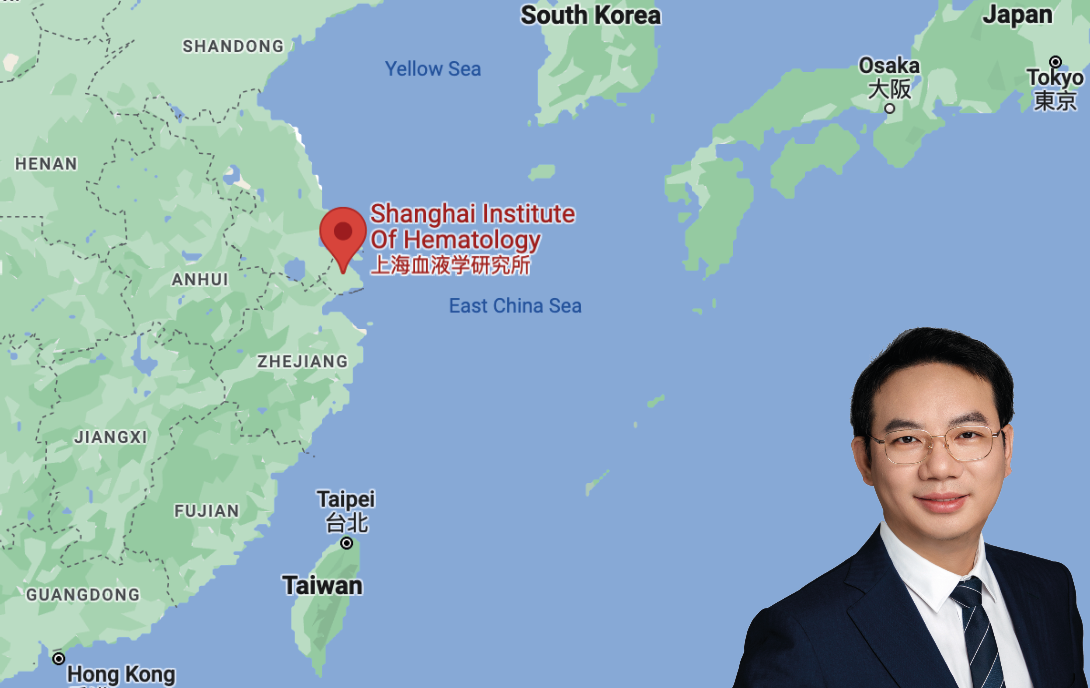 South Korea
Japan
SHANDONG
Yellow Sea
Osaka
大阪
Tokyo
東京
HENAN
Shanghai Institute
Of Hematology
上海血液学研究所
ANHUI
East China Sea
ZHEJIANG
JIANGXI
Taipei
台北
FUJIAN
Taiwan
GUANGDONG
Hong Kong